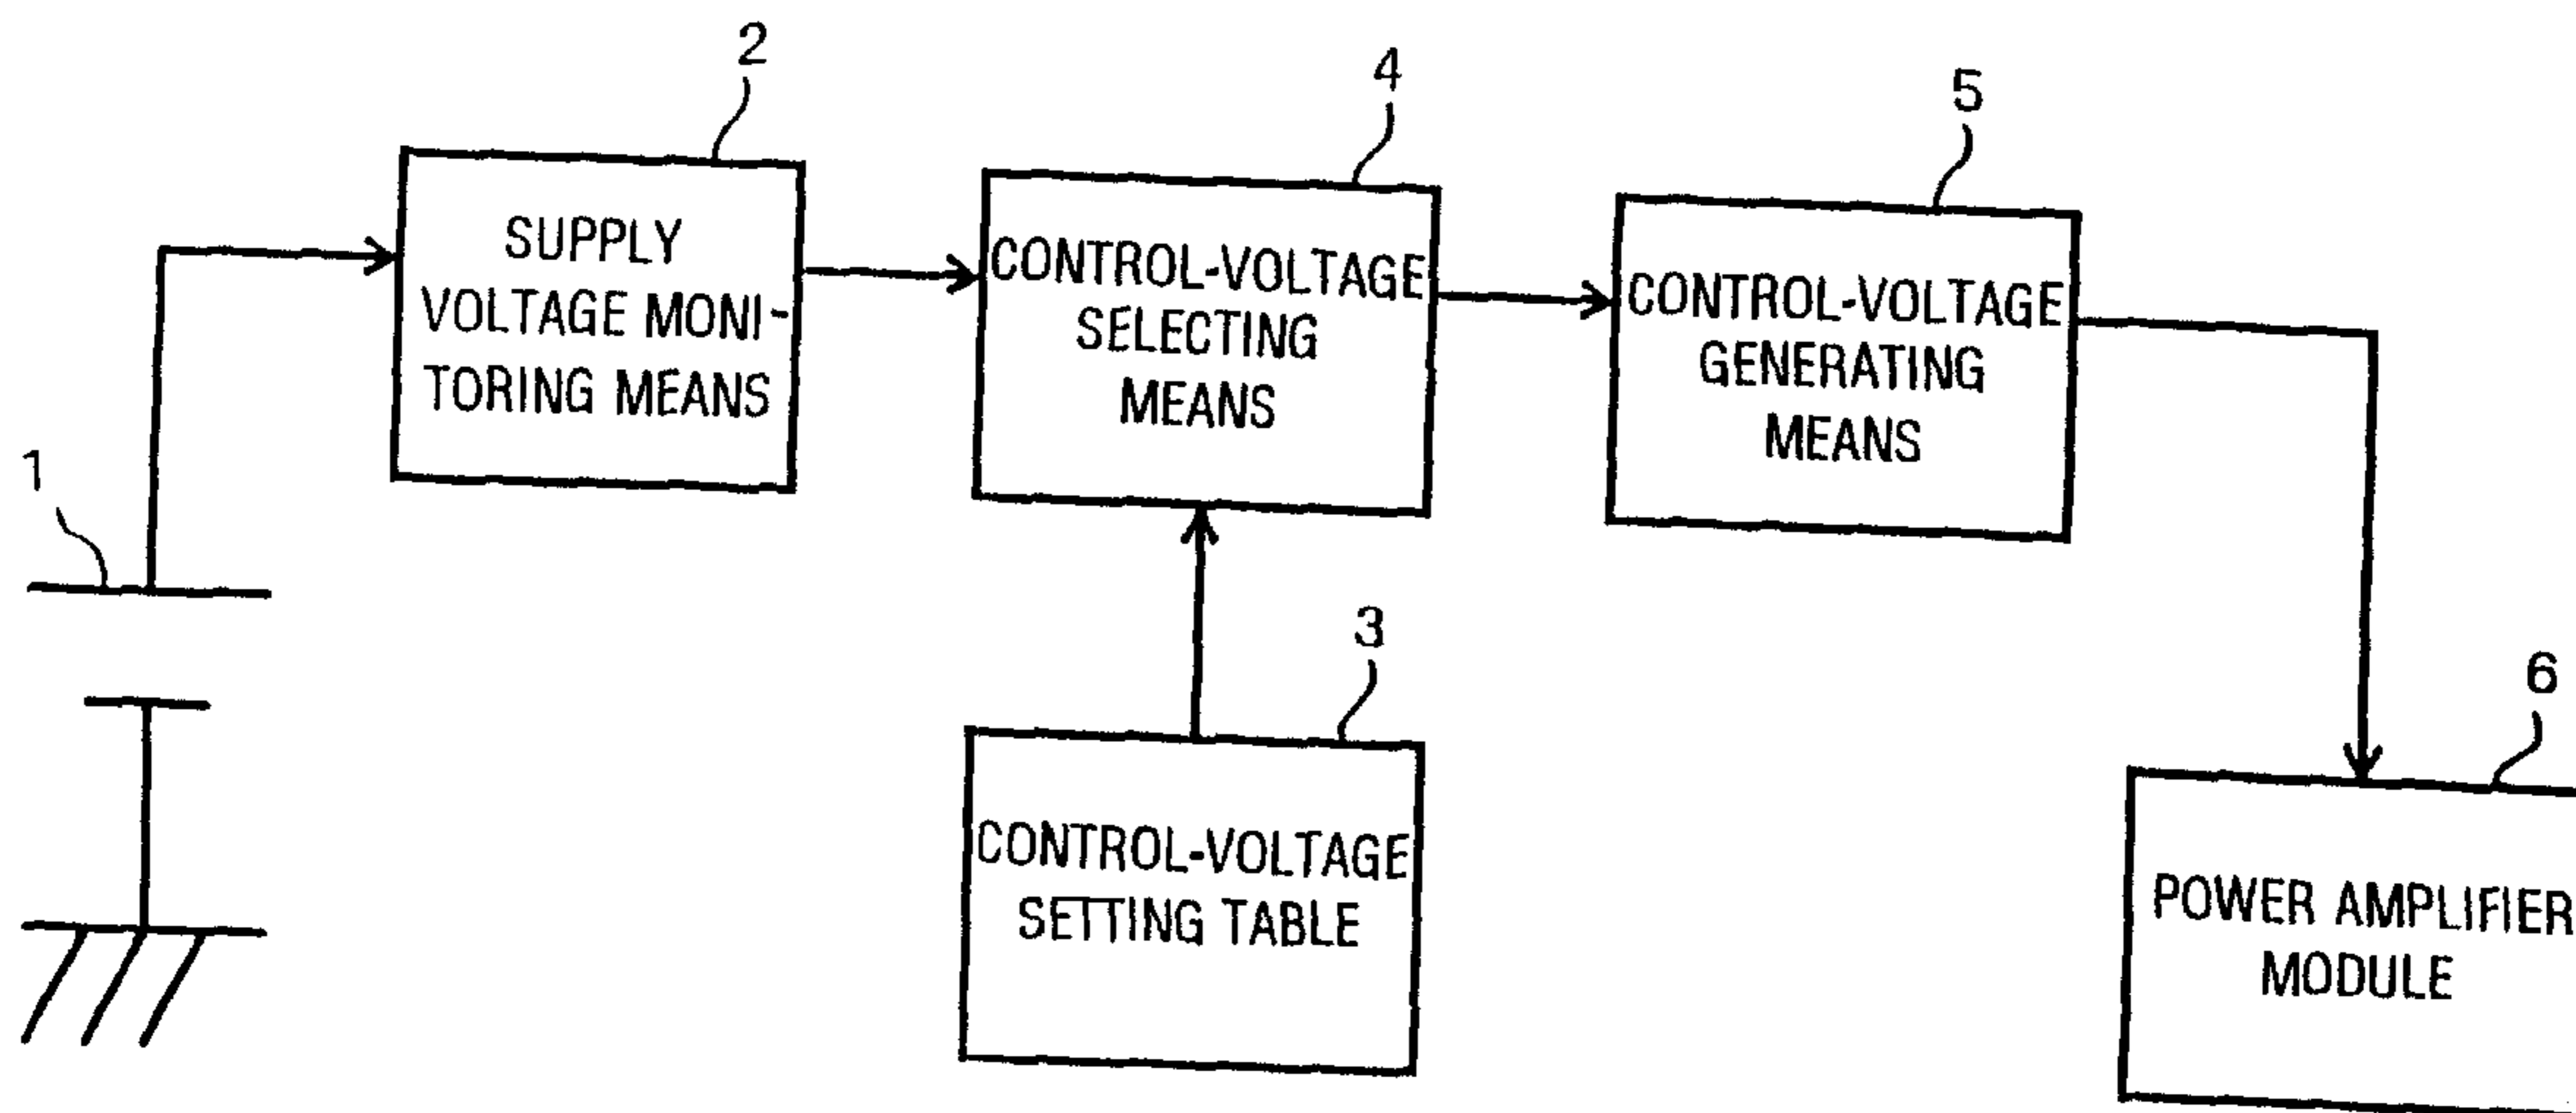 2
SUPPLY
VOLTAGE MONI-
TORING MEANS
4
CONTROL-VOLTAGE
SELECTING
MEANS
5
CONTROL-VOLTAGE
GENERATING
MEANS
1
3
CONTROL-VOLTAGE
SETTING TABLE
6
POWER AMPLIFIER
MODULE